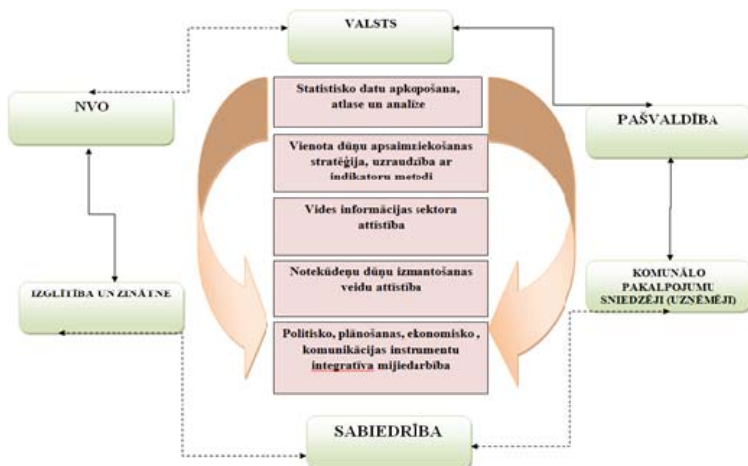 VALSTS
NVO
PAŠVALDĪBA
Statistisko datu apkopošana,
atlase un analīze
Vienota dūņu apsaimziekošanas
stratēģija, uzraudzība ar
indikatoru metodi
Vides informācijas sektora
attīstība
Notekūdeņu dūņu izmantošanas
veidu attīstība
Politisko, plānošanas, ekonomisko ,
komunikācijas instrumentu
integratīva mijiedarbība
IZGLĪTĪBA UN ZINĀTNE
KOMUNĀLO
PAKALPOJUMU
SNIEDZĒJI (UZŅĒMĒJI)
SABIEDRĪBA